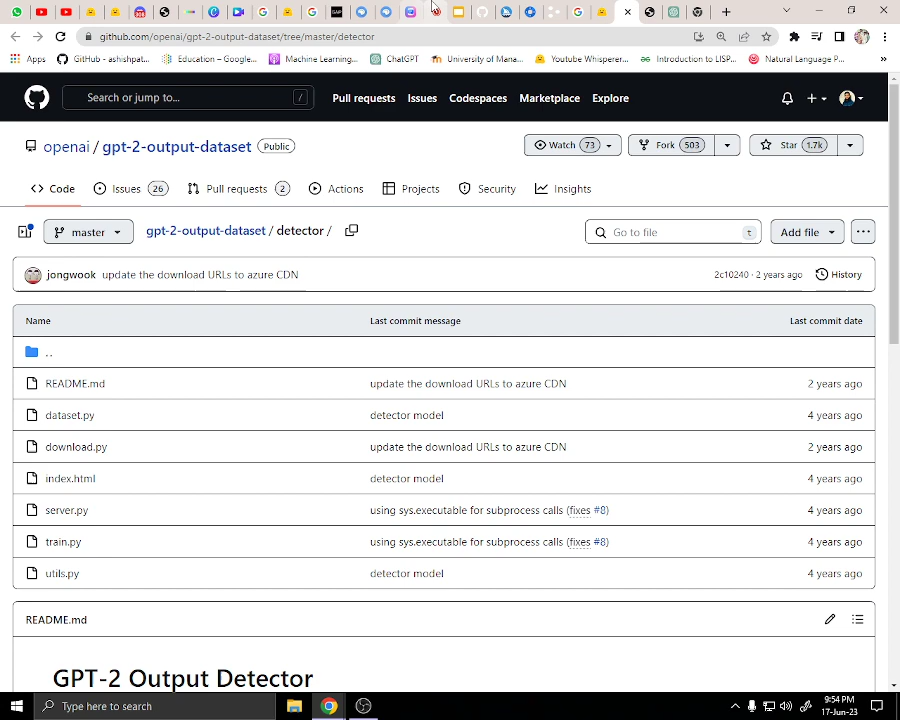 github.com/openai/gpt-2-output-dataset/tree/master/detector
Apps
GitHub - ashishpat...
Education – Google...
Machine Learning...
ChatGPT
University of Mana...
Youtube Whisperer...
Introduction to LISP...
Natural Language P...
»
Search or jump to...
/
Pull requests
Issues
Codespaces
Marketplace
Explore
openai / gpt-2-output-dataset
Public
Watch 73
Fork 503
Star 1.7k
Code
Issues 26
Pull requests 2
Actions
Projects
Security
Insights
master
gpt-2-output-dataset / detector /
Go to file
t
Add file
...
jongwook update the download URLs to azure CDN
2c10240 · 2 years ago
History
Name Last commit message Last commit date
..
README.md update the download URLs to azure CDN 2 years ago
dataset.py detector model 4 years ago
download.py update the download URLs to azure CDN 2 years ago
index.html detector model 4 years ago
server.py using sys.executable for subprocess calls (fixes #8) 4 years ago
train.py using sys.executable for subprocess calls (fixes #8) 4 years ago
utils.py detector model 4 years ago
README.md
GPT-2 Output Detector
Type here to search
9:54 PM
17-Jun-23